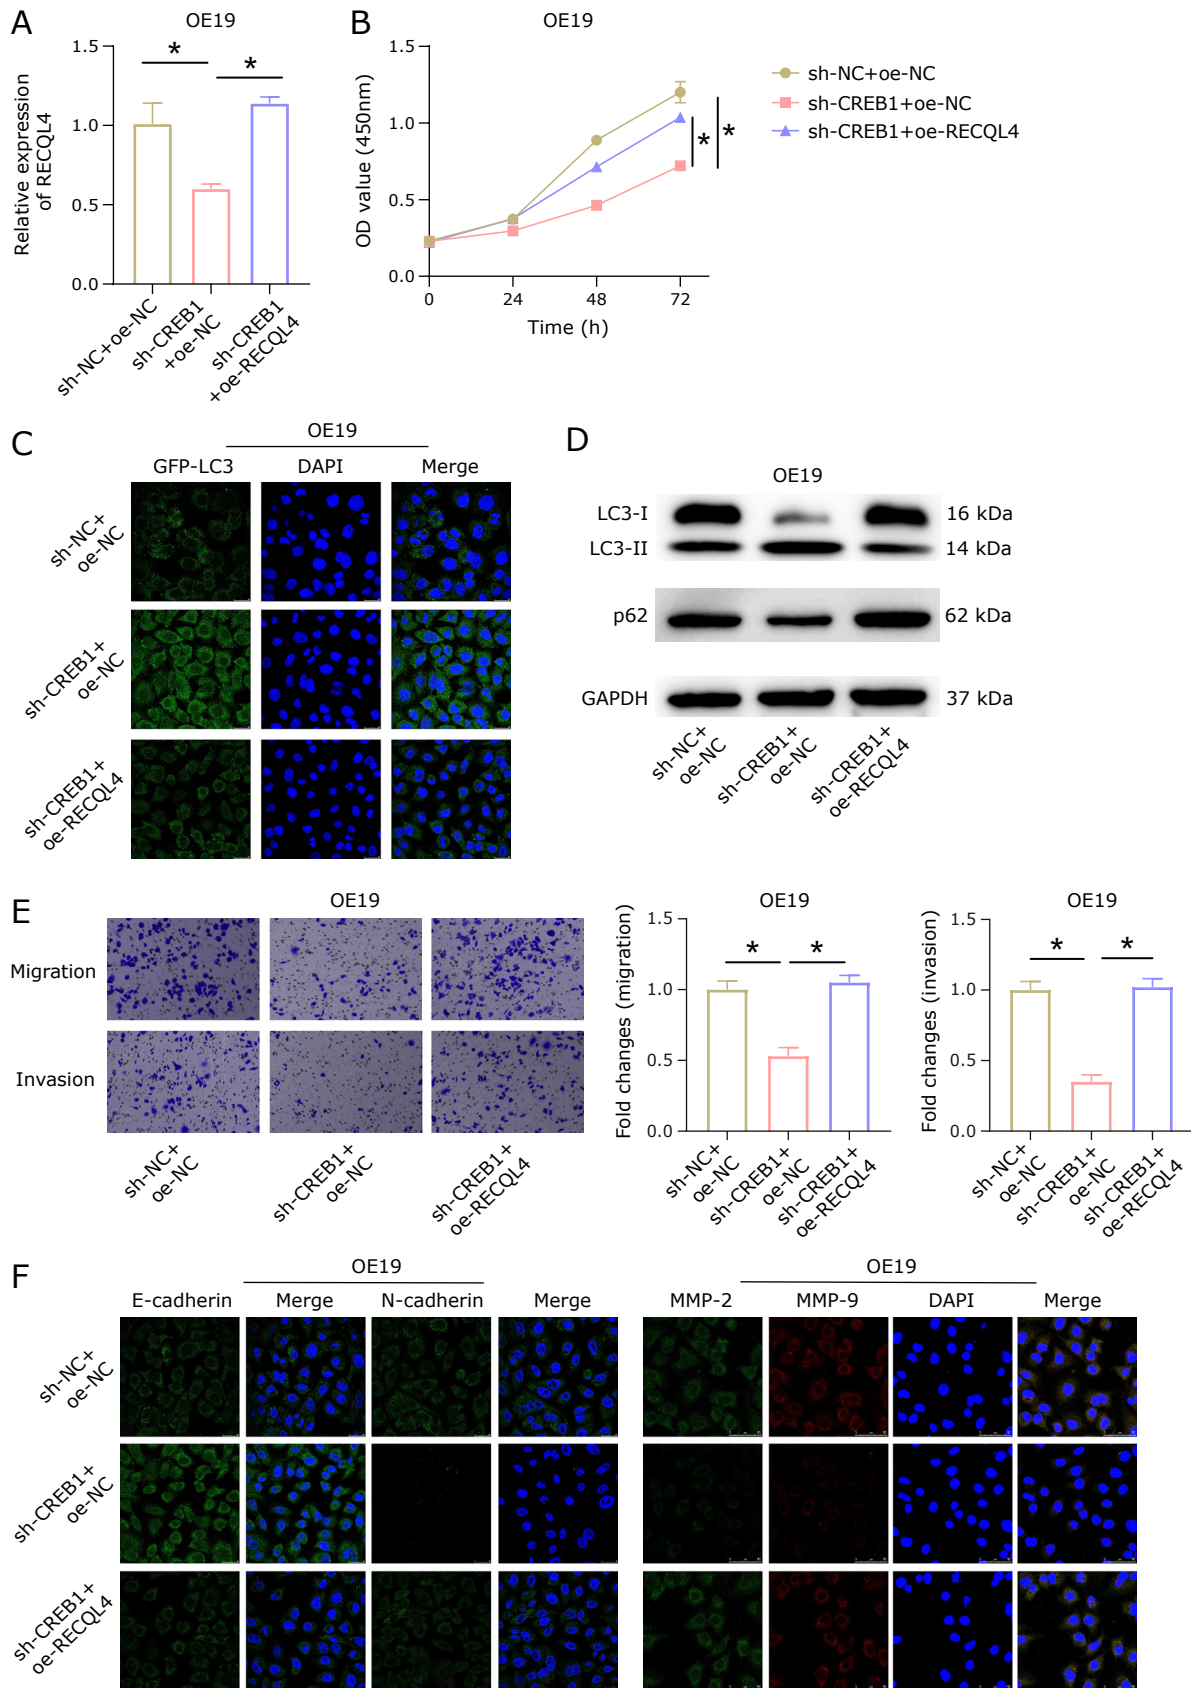 A
OE19
Relative expression
of RECQL4
1.5
1.0
0.5
0.0
*
*
sh-NC+oe-NC
sh-CREB1
+oe-NC
sh-CREB1
+oe-RECQL4
B
OE19
OD value (450nm)
1.5
1.0
0.5
0.0
0
24
48
72
Time (h)
*
*
sh-NC+oe-NC
sh-CREB1+oe-NC
sh-CREB1+oe-RECQL4
C
OE19
GFP-LC3
DAPI
Merge
sh-NC+
oe-NC
sh-CREB1+
oe-NC
sh-CREB1+
oe-RECQL4
D
OE19
LC3-I
16 kDa
LC3-II
14 kDa
p62
62 kDa
GAPDH
37 kDa
sh-NC+
oe-NC
sh-CREB1+
oe-NC
sh-CREB1+
oe-RECQL4
E
OE19
Migration
Invasion
sh-NC+
oe-NC
sh-CREB1+
oe-NC
sh-CREB1+
oe-RECQL4
OE19
Fold changes (migration)
1.5
1.0
0.5
0.0
*
*
sh-NC+
oe-NC
sh-CREB1+
oe-NC
sh-CREB1+
oe-RECQL4
OE19
Fold changes (invasion)
1.5
1.0
0.5
0.0
*
*
sh-NC+
oe-NC
sh-CREB1+
oe-NC
sh-CREB1+
oe-RECQL4
F
OE19
E-cadherin
Merge
N-cadherin
Merge
OE19
MMP-2
MMP-9
DAPI
Merge
sh-NC+
oe-NC
sh-CREB1+
oe-NC
sh-CREB1+
oe-RECQL4